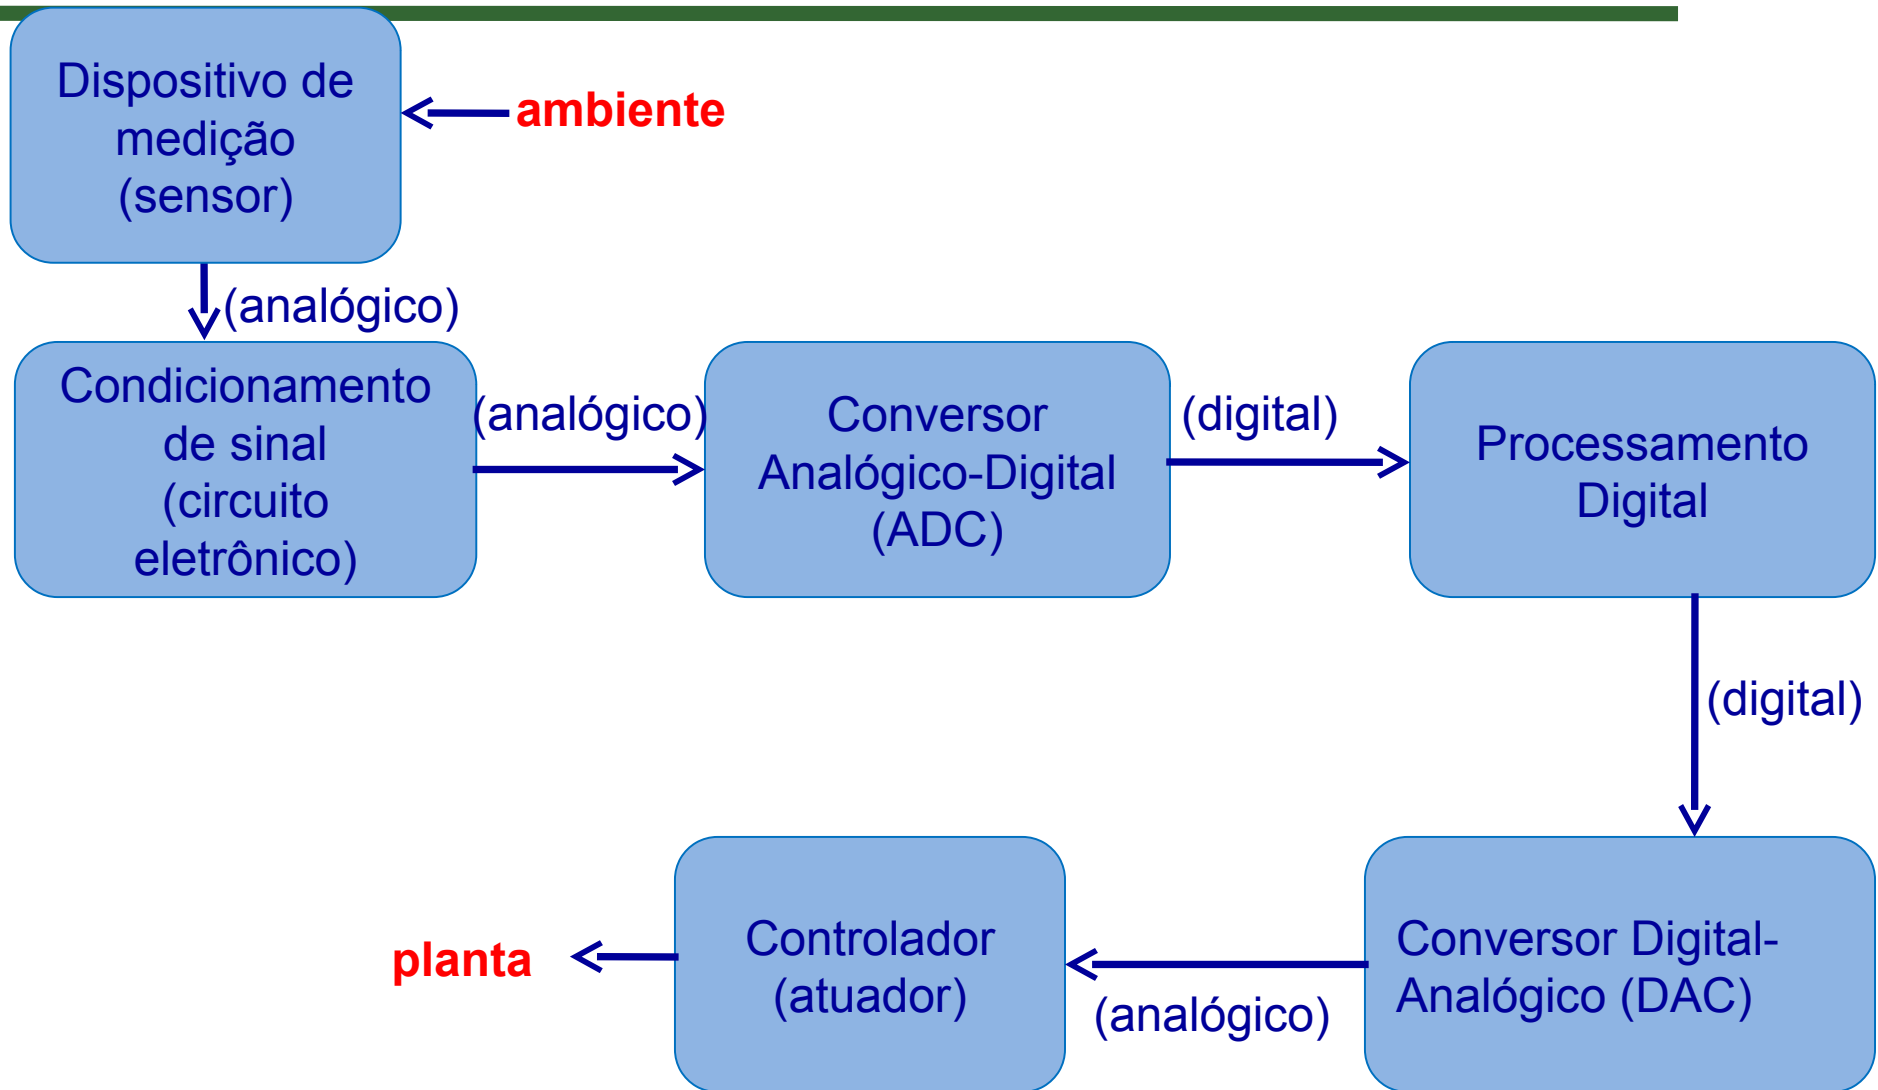 Dispositivo de
medição
(sensor)
ambiente
(analógico)
Condicionamento
de sinal
(circuito
eletrônico)
(analógico)
Conversor
Analógico-Digital
(ADC)
(digital)
Processamento
Digital
(digital)
Conversor Digital-
Analógico (DAC)
(analógico)
Controlador
(atuador)
planta